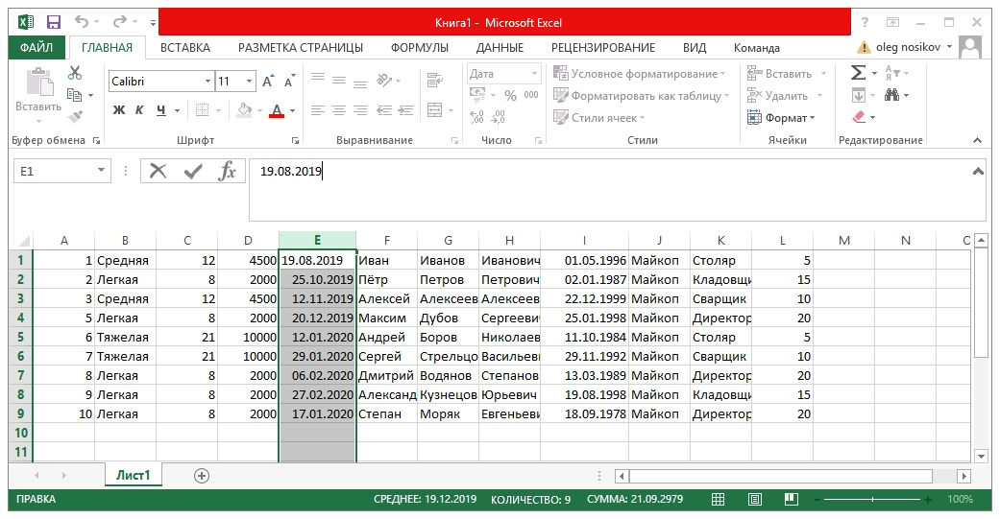 Книга1 - Microsoft Excel
?
ФАЙЛ ГЛАВНАЯ ВСТАВКА РАЗМЕТКА СТРАНИЦЫ ФОРМУЛЫ ДАННЫЕ РЕЦЕНЗИРОВАНИЕ ВИД Команда oleg nosikov
Calibri 11 A A Дата Условное форматирование Вставить Σ
Вставить % 000 Форматировать как таблицу Удалить
Ж К Ч A ,00 Стили ячеек Формат
Буфер обмена Шрифт Выравнивание Число Стили Ячейки Редактирование
E1 fx 19.08.2019
A B C D E F G H I J K L M N O
1 1 Средняя 12 4500 19.08.2019 Иван Иванов Иванович 01.05.1996 Майкоп Столяр 5
2 2 Легкая 8 2000 25.10.2019 Пётр Петров Петрович 02.01.1987 Майкоп Кладовщи 15
3 3 Средняя 12 4500 12.11.2019 Алексей Алексеев Алексеев 22.12.1999 Майкоп Сварщик 10
4 5 Легкая 8 2000 20.12.2019 Максим Дубов Сергеевич 25.01.1998 Майкоп Директор 20
5 6 Тяжелая 21 10000 12.01.2020 Андрей Боров Николаев 11.10.1984 Майкоп Столяр 5
6 7 Тяжелая 21 10000 29.01.2020 Сергей Стрельцо Васильеви 29.11.1992 Майкоп Сварщик 10
7 8 Легкая 8 2000 06.02.2020 Дмитрий Водянов Степанов 13.03.1989 Майкоп Директор 20
8 9 Легкая 8 2000 27.02.2020 Александ Кузнецов Юрьевич 19.08.1998 Майкоп Кладовщи 15
9 10 Легкая 8 2000 17.01.2020 Степан Моряк Евгеньеви 18.09.1978 Майкоп Директор 20
10
11
Лист1
ПРАВКА СРЕДНЕЕ: 19.12.2019 КОЛИЧЕСТВО: 9 СУММА: 21.09.2979 100%